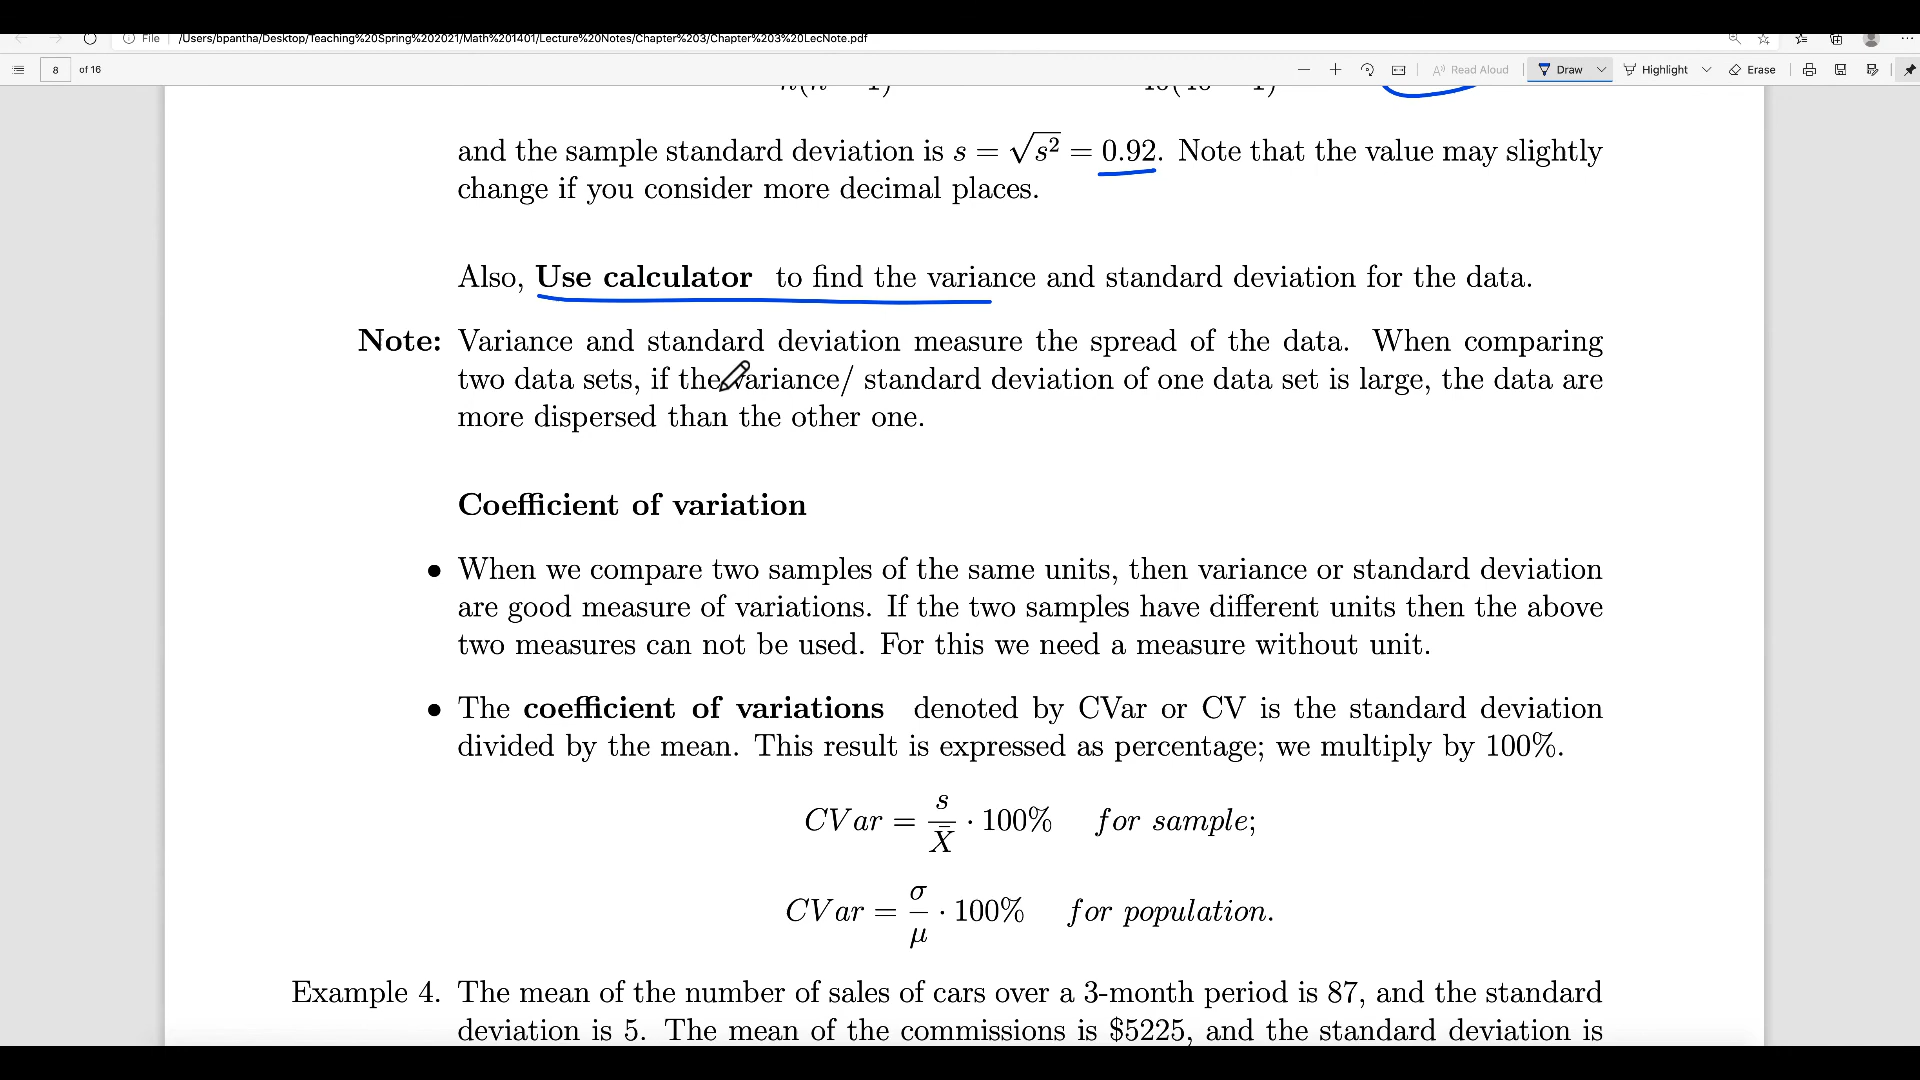 File /Users/bpantha/Desktop/Teaching%20Spring%202021/Math%201401/Lecture%20Notes/Chapter%203/Chapter%203%20LecNote.pdf
8 of 16 Read Aloud Draw Highlight Erase
and the sample standard deviation is s = √s² = 0.92. Note that the value may slightly
change if you consider more decimal places.
Also, Use calculator to find the variance and standard deviation for the data.
Note: Variance and standard deviation measure the spread of the data. When comparing
two data sets, if the variance/ standard deviation of one data set is large, the data are
more dispersed than the other one.
Coefficient of variation
• When we compare two samples of the same units, then variance or standard deviation
are good measure of variations. If the two samples have different units then the above
two measures can not be used. For this we need a measure without unit.
• The coefficient of variations denoted by CVar or CV is the standard deviation
divided by the mean. This result is expressed as percentage; we multiply by 100%.
CVar = s/X̄ · 100% for sample;
CVar = σ/μ · 100% for population.
Example 4. The mean of the number of sales of cars over a 3-month period is 87, and the standard
deviation is 5. The mean of the commissions is $5225, and the standard deviation is